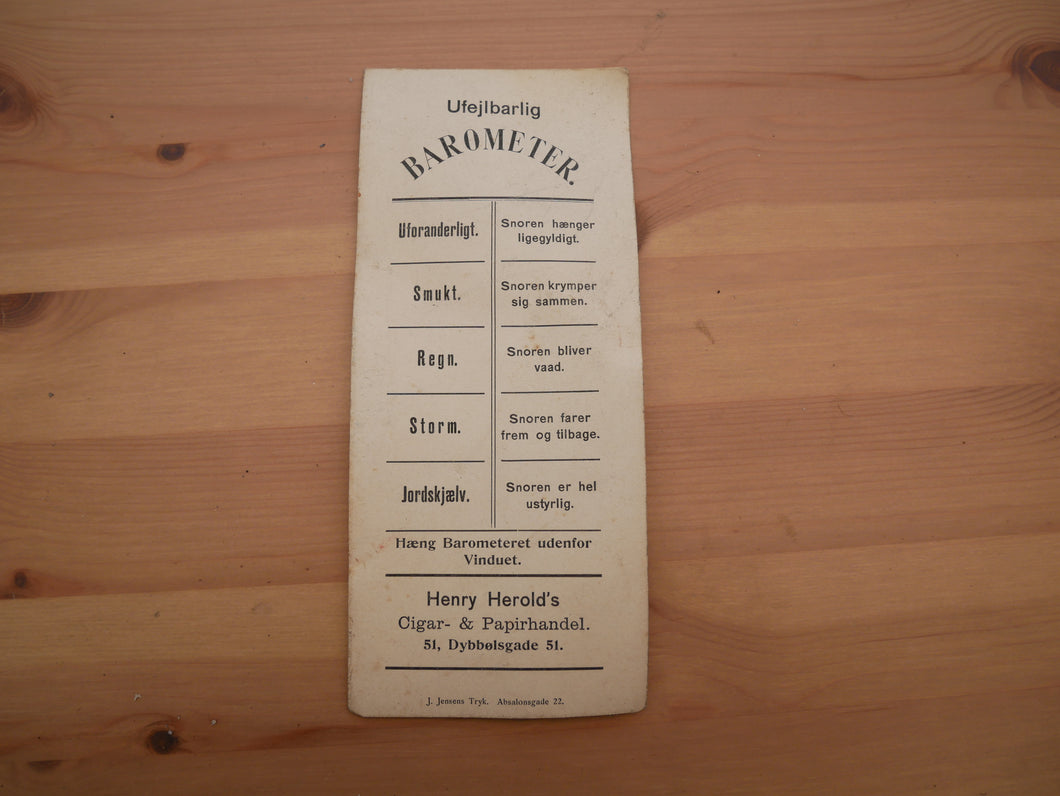 Ufejlbarlig
BAROMETER.
Uforanderligt.
Snoren hænger
ligegyldigt.
Smukt.
Snoren krymper
sig sammen.
Regn.
Snoren bliver
vaad.
Storm.
Snoren farer
frem og tilbage.
Jordskjælv.
Snoren er hel
ustyrlig.
Hæng Barometeret udenfor
Vinduet.
Henry Herold's
Cigar- & Papirhandel.
51, Dybbølsgade 51.
J. Jensens Tryk. Absalonsgade 22.